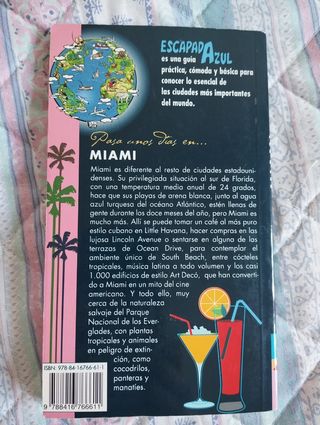 ESCAPADA AZUL
es una guía
práctica, cómoda y básica para
conocer lo esencial de
las ciudades más importantes
del mundo.
Pasa unos días en...
MIAMI
Miami es diferente al resto de ciudades estadouni-
denses. Su privilegiada situación al sur de Florida,
con una temperatura media anual de 24 grados,
hace que sus playas de arena blanca, junto al agua
azul turquesa del océano Atlántico, estén llenas de
gente durante los doce meses del año, pero Miami es
mucho más. Allí se puede tomar un café al más puro
estilo cubano en Little Havana, hacer compras en la
lujosa Lincoln Avenue o sentarse en alguna de las
terrazas de Ocean Drive, para contemplar el
ambiente único de South Beach, entre cócteles
tropicales, música latina a todo volumen y los casi
1.000 edificios de estilo Art Decó, que han converti-
do a Miami en un mito del cine
americano. Y todo ello, muy
cerca de la naturaleza
salvaje del Parque
Nacional de los Ever-
glades, con plantas
tropicales y animales
en peligro de extin-
ción, como
cocodrilos,
panteras y
manatíes.
ISBN: 978-84-16766-61-1
9 788416 766611